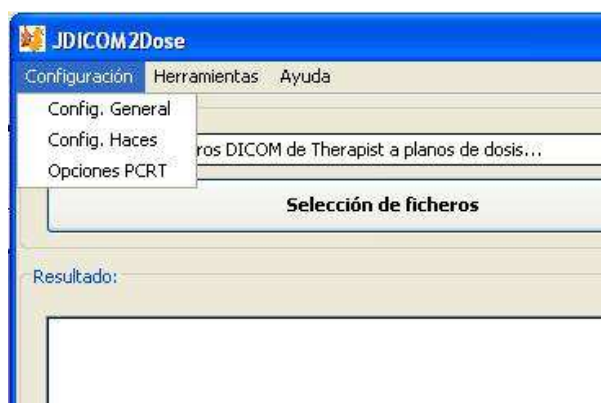 JDICOM2Dose
Configuración Herramientas Ayuda
Config. General
Config. Haces
ros DICOM de Therapist a planos de dosis...
Opciones PCRT
Selección de ficheros
Resultado: